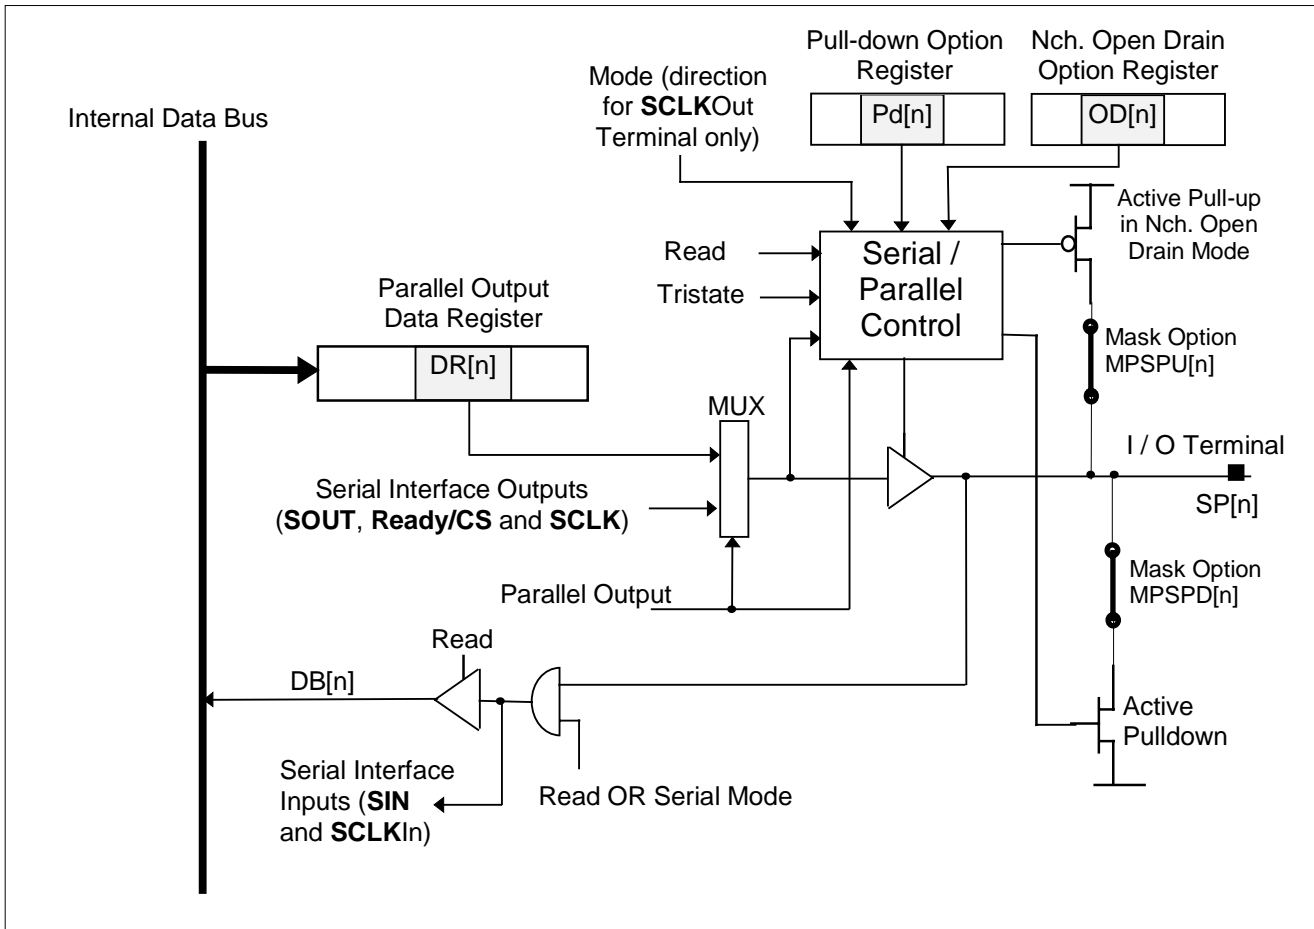 Pull-down Option
Register
Nch. Open Drain
Option Register
Mode (direction
for SCLKOut
Terminal only)
Pd[n]
OD[n]
Internal Data Bus
Active Pull-up
in Nch. Open
Drain Mode
Read
Tristate
Serial /
Parallel
Control
Parallel Output
Data Register
DR[n]
Mask Option
MPSPU[n]
MUX
I / O Terminal
SP[n]
Serial Interface Outputs
(SOUT, Ready/CS and SCLK)
Mask Option
MPSPD[n]
Parallel Output
Read
DB[n]
Active
Pulldown
Serial Interface
Inputs (SIN
and SCLKIn)
Read OR Serial Mode